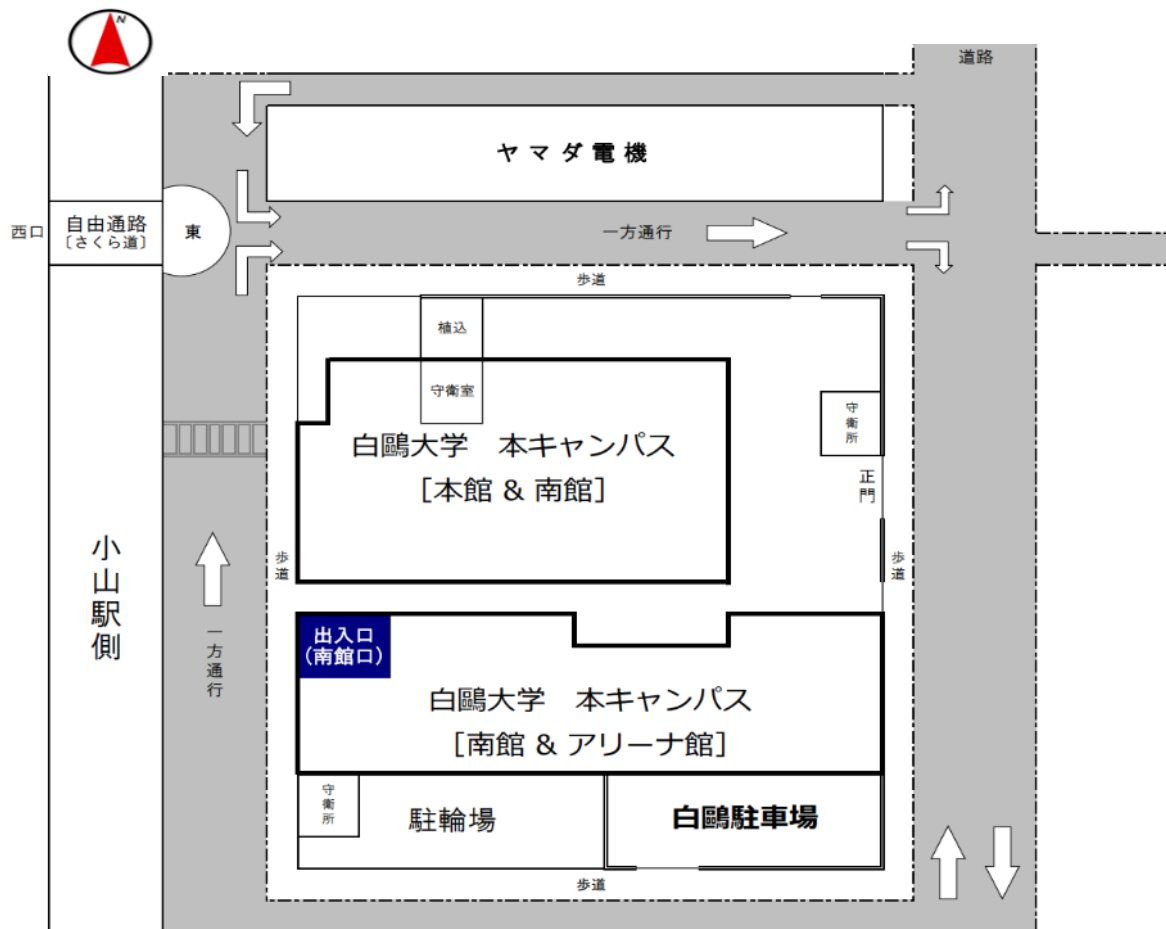 N
道路
ヤマダ電機
西口
自由通路
〔さくら道〕
東
一方通行
歩道
植込
守衛室
守衛所
白鷗大学 本キャンパス
［本館 & 南館］
正門
小山駅側
歩道
歩道
一方通行
出入口
(南館口)
白鷗大学 本キャンパス
［南館 & アリーナ館］
守衛所
駐輪場
白鷗駐車場
歩道